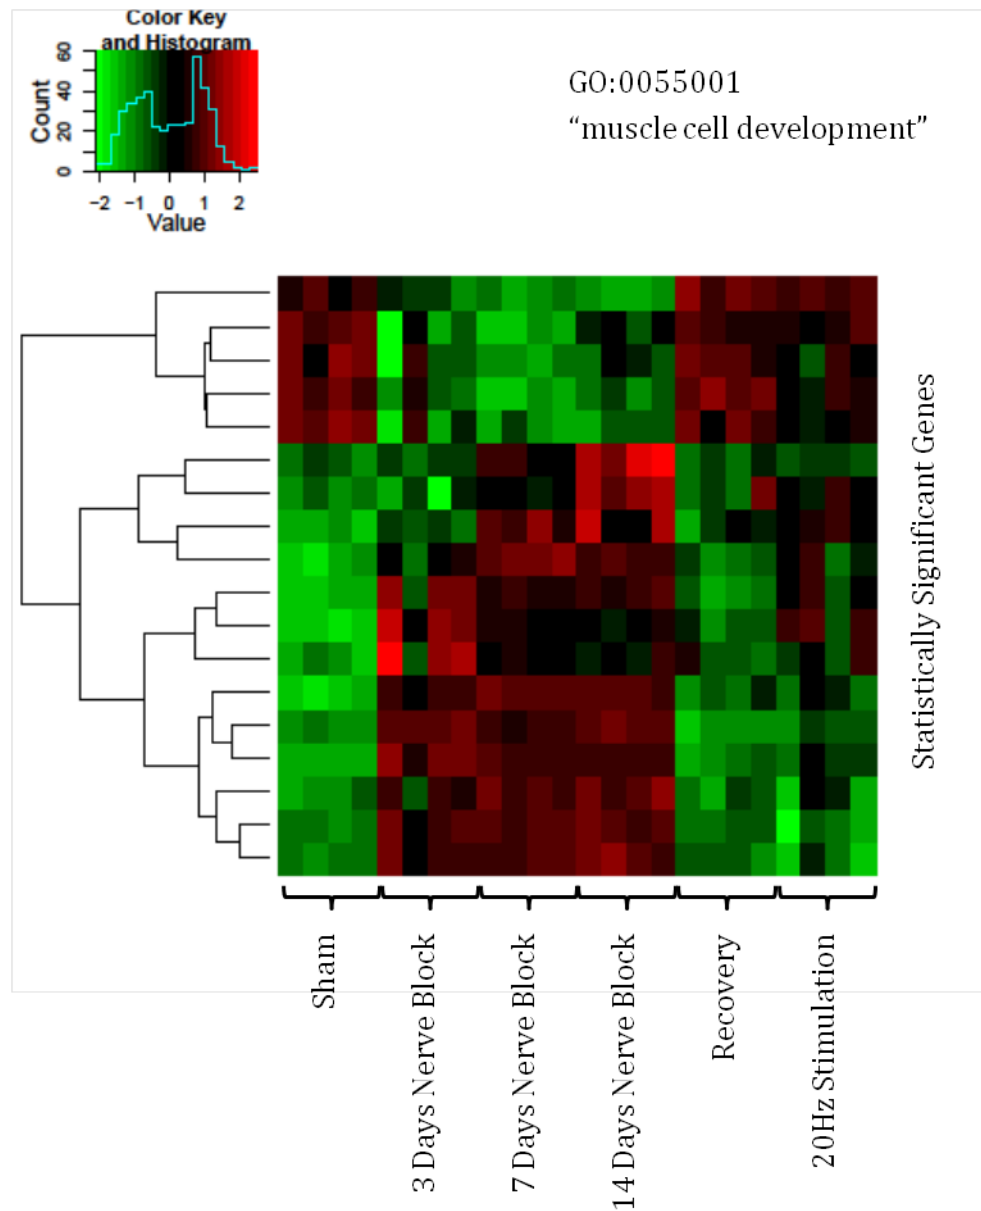 Color Key
and Histogram
Count
0 20 40 60
-2 -1 0 1 2
Value
GO:0055001
“muscle cell development”
Statistically Significant Genes
Sham
3 Days Nerve Block
7 Days Nerve Block
14 Days Nerve Block
Recovery
20Hz Stimulation